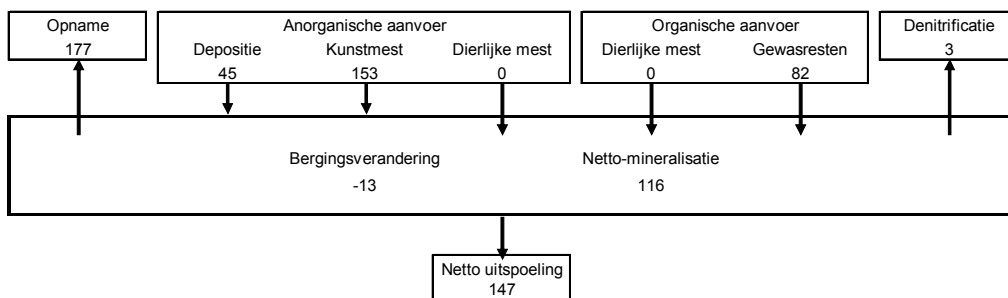 Opname
177
Anorganische aanvoer
Depositie Kunstmest Dierlijke mest
45 153 0
Organische aanvoer
Dierlijke mest Gewasresten
0 82
Denitrificatie
3
Bergingsverandering Netto-mineralisatie
-13 116
Netto uitspoeling
147